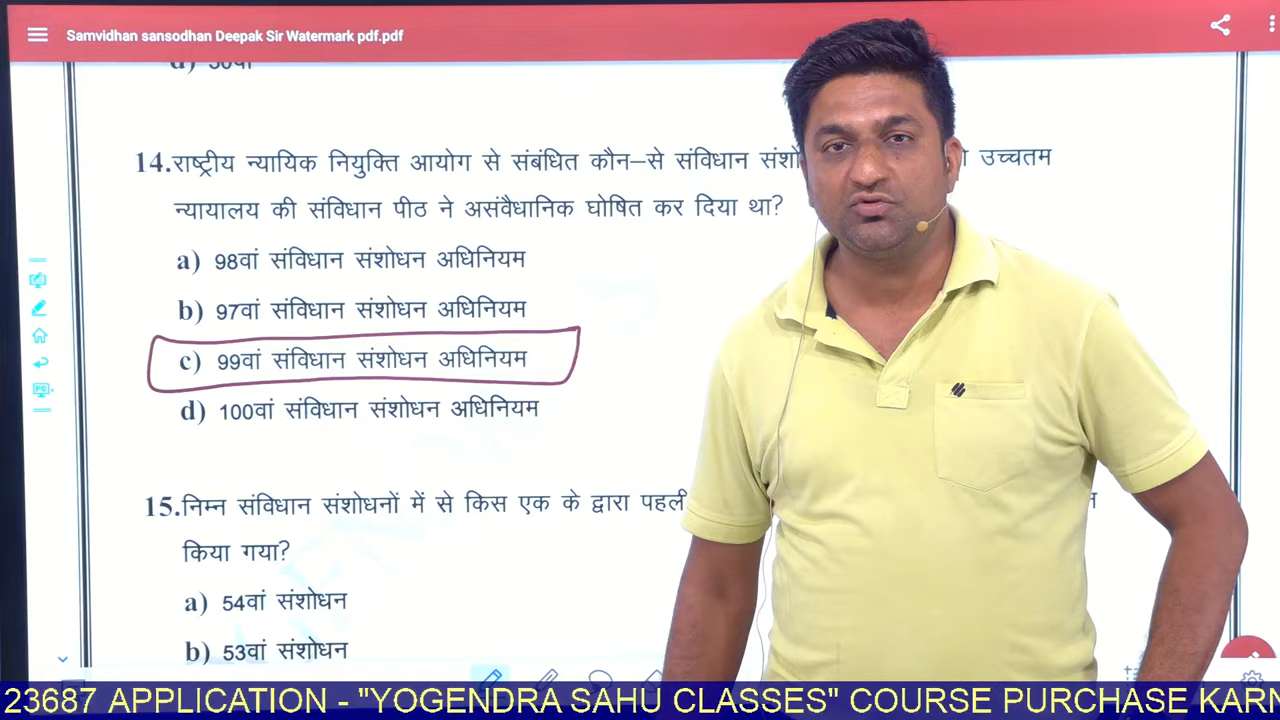 Samvidhan sansodhan Deepak Sir Watermark pdf.pdf
14. राष्ट्रीय न्यायिक नियुक्ति आयोग से संबंधित कौन–से संविधान उच्चतम
न्यायालय की संविधान पीठ ने असंवैधानिक घोषित कर दिया था?
a) 98वां संविधान संशोधन अधिनियम
b) 97वां संविधान संशोधन अधिनियम
c) 99वां संविधान संशोधन अधिनियम
d) 100वां संविधान संशोधन अधिनियम
15. निम्न संविधान संशोधनों में से किस एक के द्वारा पहली
किया गया?
a) 54वां संशोधन
b) 53वां संशोधन
23687 APPLICATION - "YOGENDRA SAHU CLASSES" COURSE PURCHASE KARN